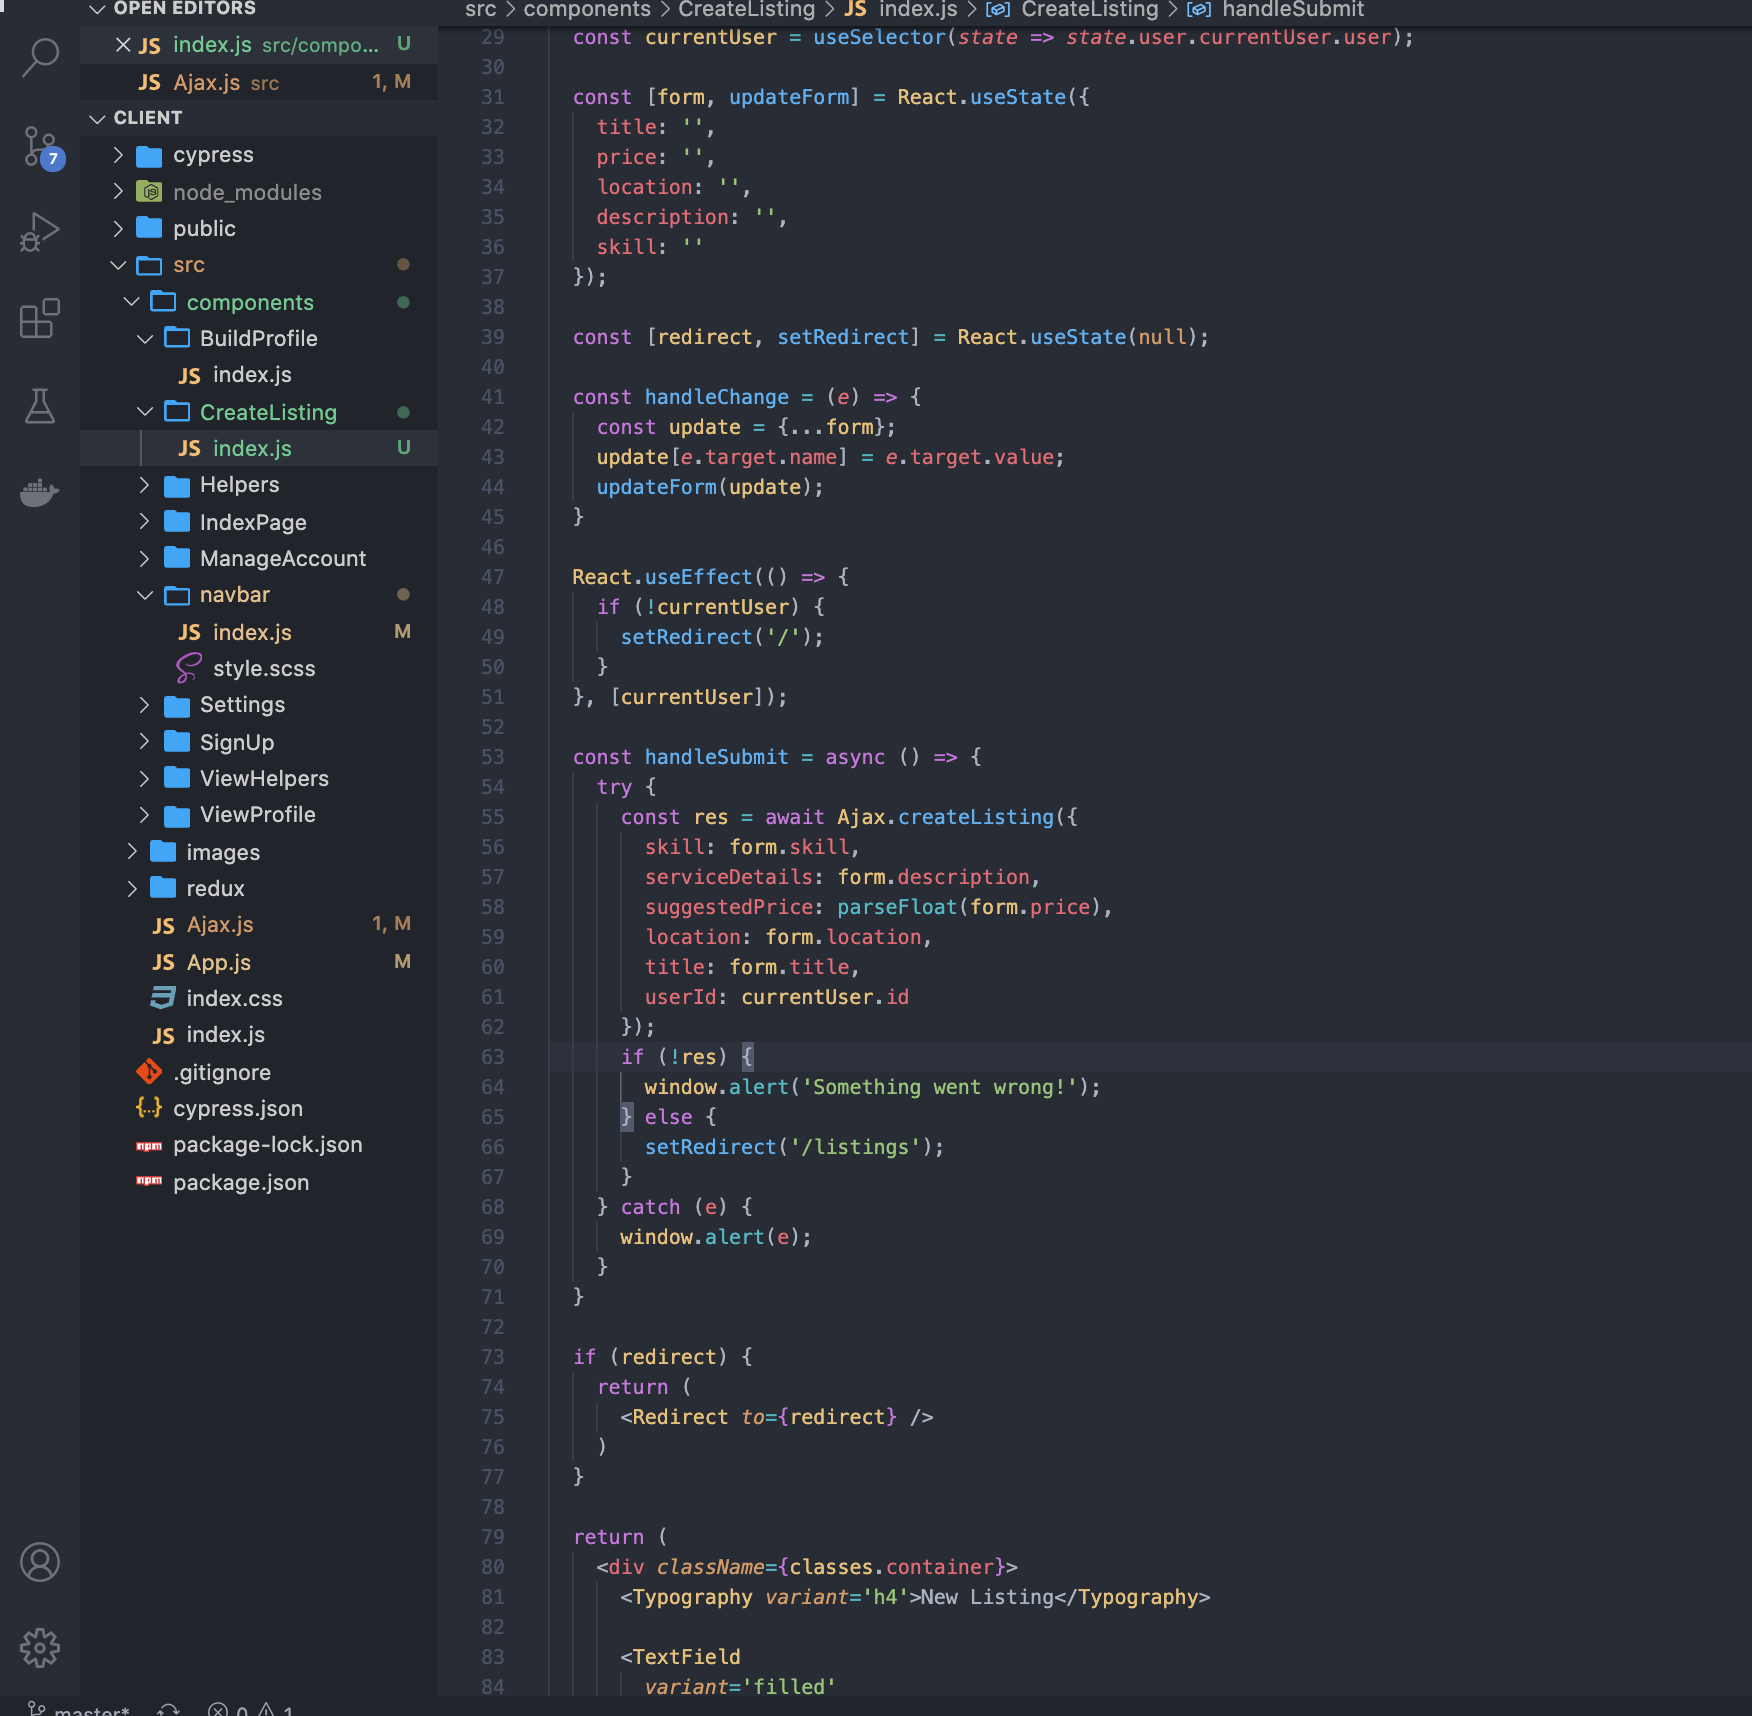 OPEN EDITORS
JS index.js src/compo... U
JS Ajax.js src 1, M
CLIENT
cypress
node_modules
public
src
components
BuildProfile
JS index.js
CreateListing
JS index.js U
Helpers
IndexPage
ManageAccount
navbar
JS index.js M
style.scss
Settings
SignUp
ViewHelpers
ViewProfile
images
redux
JS Ajax.js 1, M
JS App.js M
index.css
JS index.js
.gitignore
{..} cypress.json
npm package-lock.json
npm package.json
7
src > components > CreateListing > JS index.js > CreateListing > handleSubmit
29 const currentUser = useSelector(state => state.user.currentUser.user);
30
31 const [form, updateForm] = React.useState({
32 title: '',
33 price: '',
34 location: '',
35 description: '',
36 skill: ''
37 });
38
39 const [redirect, setRedirect] = React.useState(null);
40
41 const handleChange = (e) => {
42 const update = {...form};
43 update[e.target.name] = e.target.value;
44 updateForm(update);
45 }
46
47 React.useEffect(() => {
48 if (!currentUser) {
49 setRedirect('/');
50 }
51 }, [currentUser]);
52
53 const handleSubmit = async () => {
54 try {
55 const res = await Ajax.createListing({
56 skill: form.skill,
57 serviceDetails: form.description,
58 suggestedPrice: parseFloat(form.price),
59 location: form.location,
60 title: form.title,
61 userId: currentUser.id
62 });
63 if (!res) {
64 window.alert('Something went wrong!');
65 } else {
66 setRedirect('/listings');
67 }
68 } catch (e) {
69 window.alert(e);
70 }
71 }
72
73 if (redirect) {
74 return (
75 <Redirect to={redirect} />
76 )
77 }
78
79 return (
80 <div className={classes.container}>
81 <Typography variant='h4'>New Listing</Typography>
82
83 <TextField
84 variant='filled'
master* 0 1